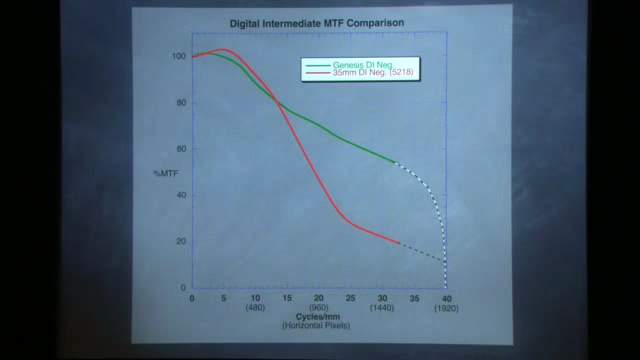 Digital Intermediate MTF Comparison
Genesis DI Neg.
35mm DI Neg. (5218)
100
80
60
%MTF
40
20
0
0 5 10 15 20 25 30 35 40
(480) (960) (1440) (1920)
Cycles/mm
(Horizontal Pixels)